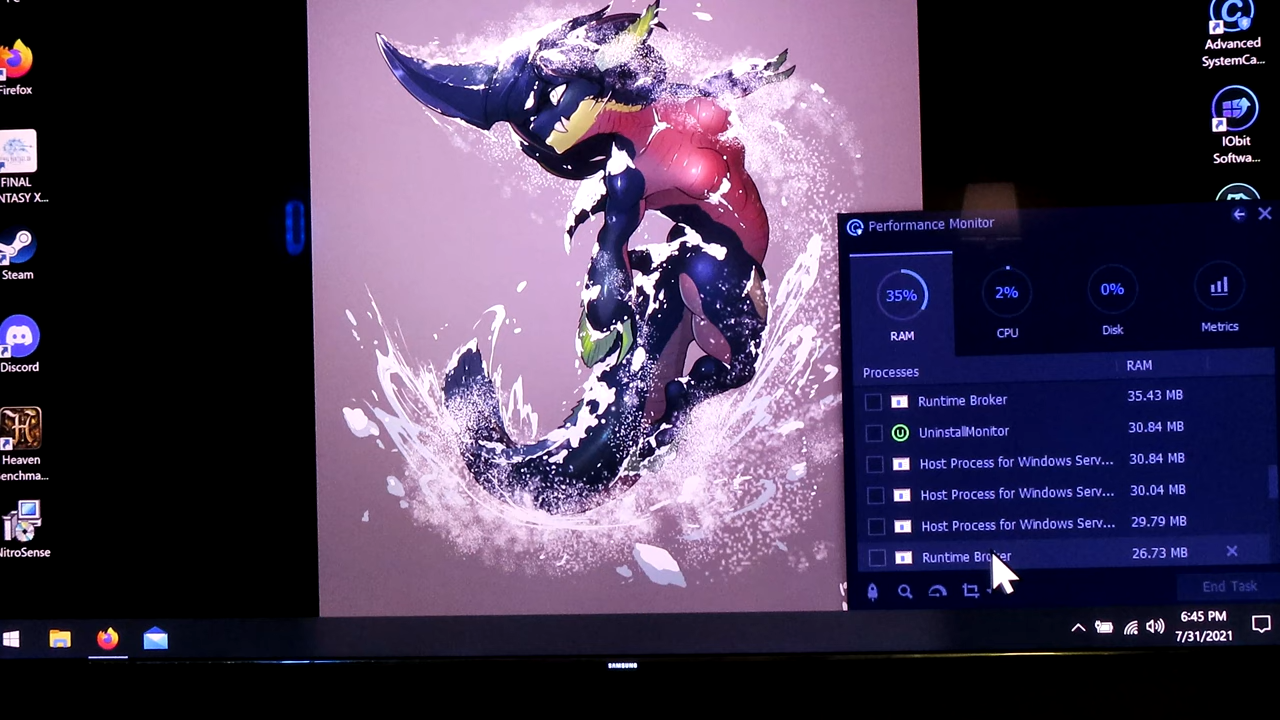 Firefox
FINAL
NTASY X...
Steam
Discord
Heaven
Benchma...
NitroSense
Advanced
SystemCa...
IObit
Softwa...
Performance Monitor
35%
2%
0%
RAM
CPU
Disk
Metrics
Processes
RAM
Runtime Broker
35.43 MB
UninstallMonitor
30.84 MB
Host Process for Windows Serv...
30.84 MB
Host Process for Windows Serv...
30.04 MB
Host Process for Windows Serv...
29.79 MB
Runtime Broker
26.73 MB
End Task
6:45 PM
7/31/2021
SAMSUNG